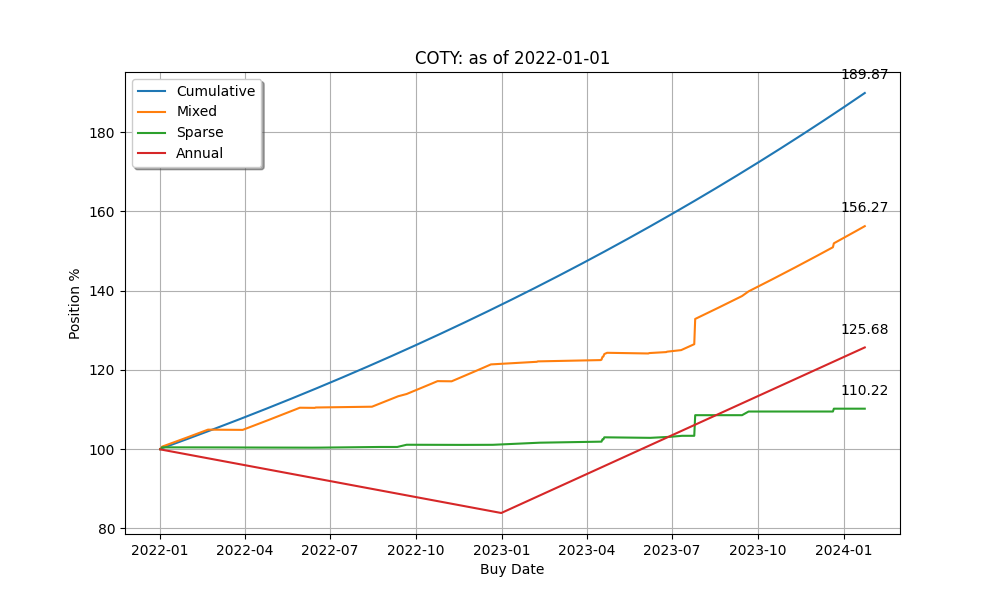 COTY: as of 2022-01-01
189.87
Cumulative
Mixed
Sparse
Annual
180
160
156.27
140
125.68
120
110.22
100
80
Position %
2022-01
2022-04
2022-07
2022-10
2023-01
2023-04
2023-07
2023-10
2024-01
Buy Date